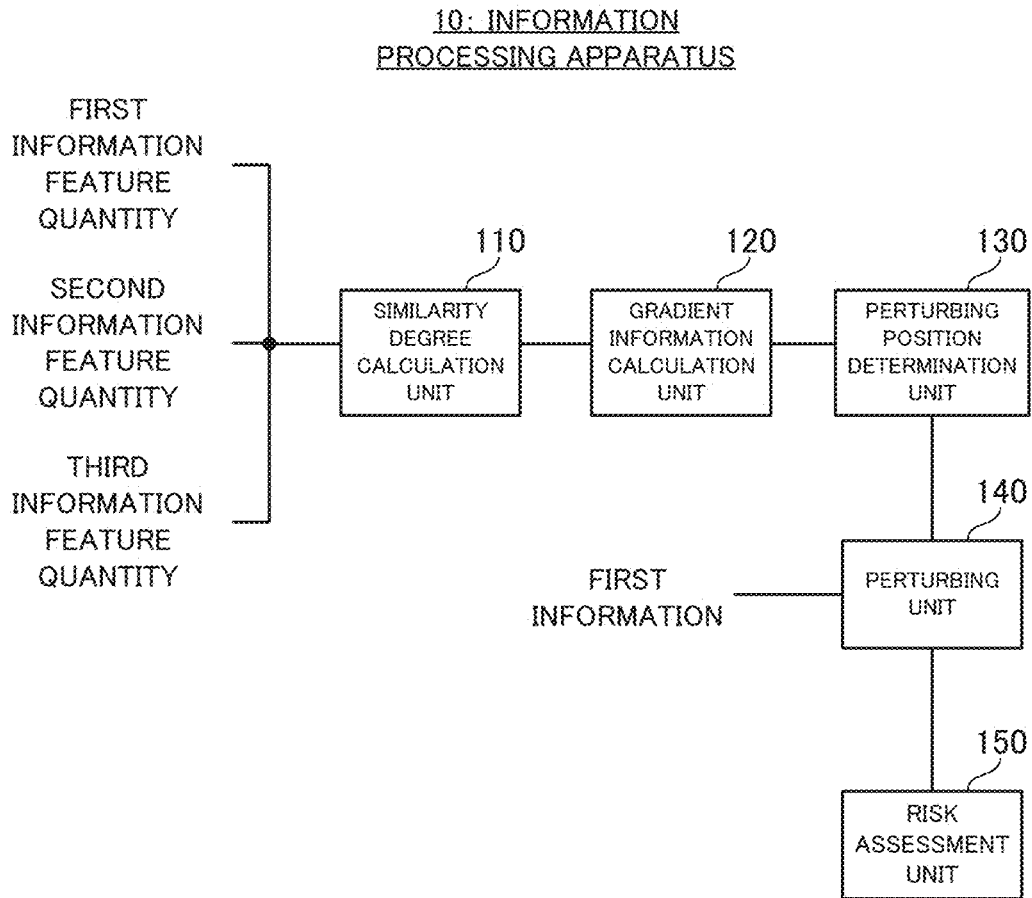 10: INFORMATION
PROCESSING APPARATUS
FIRST
INFORMATION
FEATURE
QUANTITY
SECOND
INFORMATION
FEATURE
QUANTITY
THIRD
INFORMATION
FEATURE
QUANTITY
110
SIMILARITY
DEGREE
CALCULATION
UNIT
120
GRADIENT
INFORMATION
CALCULATION
UNIT
130
PERTURBING
POSITION
DETERMINATION
UNIT
FIRST
INFORMATION
140
PERTURBING
UNIT
150
RISK
ASSESSMENT
UNIT